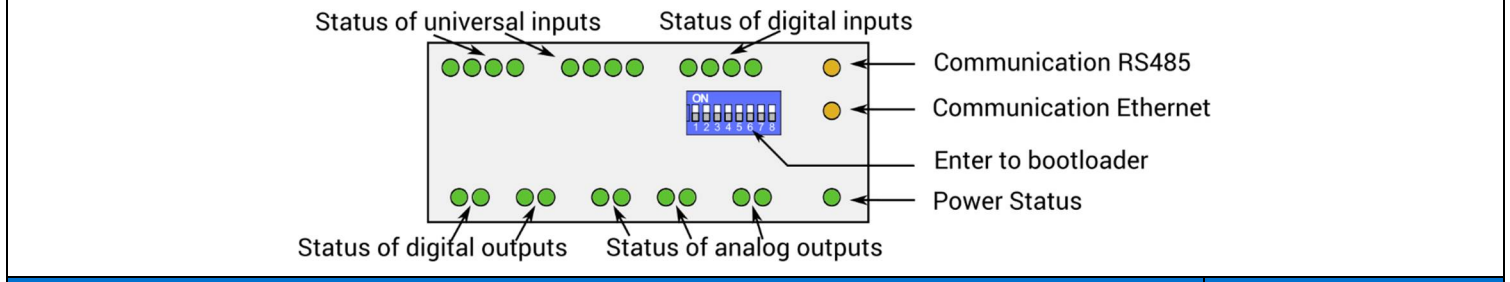 Status of universal inputs
Status of digital inputs
Communication RS485
ON
1 2 3 4 5 6 7 8
Communication Ethernet
Enter to bootloader
Power Status
Status of digital outputs
Status of analog outputs